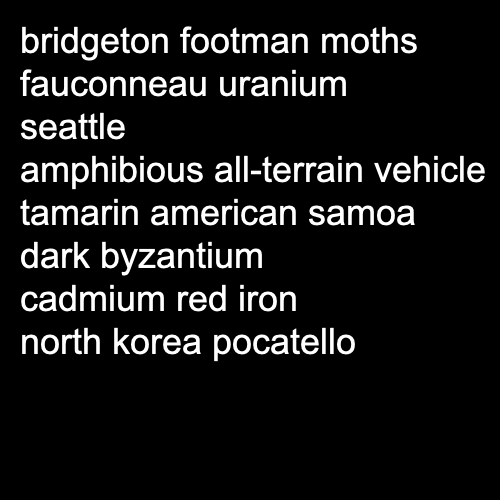 bridgeton footman moths
fauconneau uranium
seattle
amphibious all-terrain vehicle
tamarin american samoa
dark byzantium
cadmium red iron
north korea pocatello